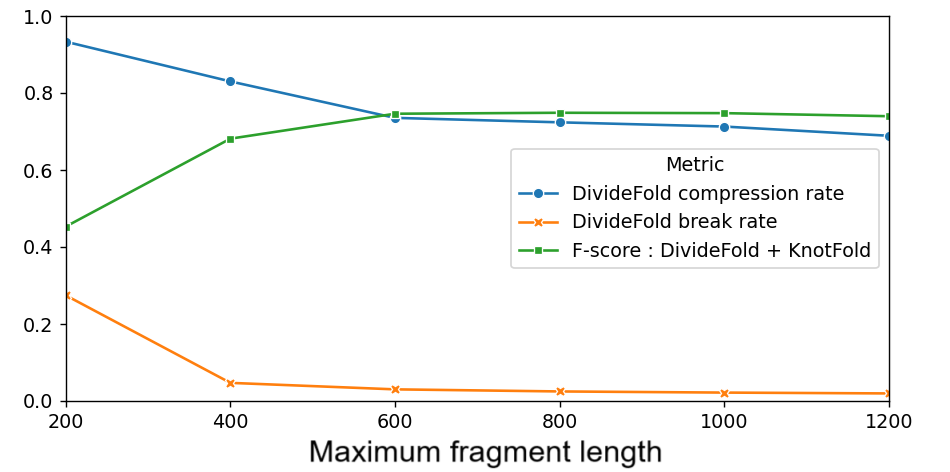 1.0
0.8
0.6
0.4
0.2
0.0
Metric
DivideFold compression rate
DivideFold break rate
F-score : DivideFold + KnotFold
200 400 600 800 1000 1200
Maximum fragment length